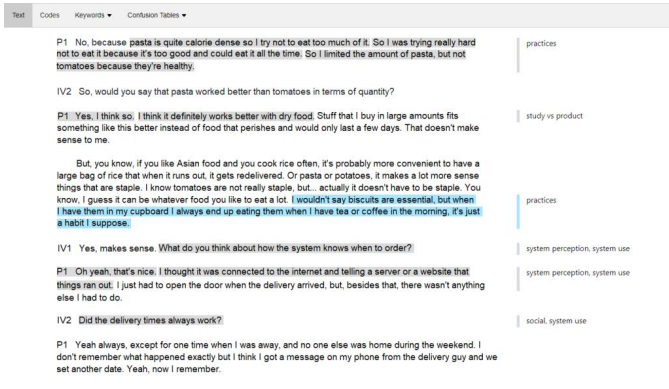 Text Codes Keywords ▾ Confusion Tables ▾
P1 No, because pasta is quite calorie dense so I try not to eat too much of it. So I was trying really hard
not to eat it because it's too good and could eat it all the time. So I limited the amount of pasta, but not
tomatoes because they're healthy.
practices
IV2 So, would you say that pasta worked better than tomatoes in terms of quantity?
P1 Yes, I think so. I think it definitely works better with dry food. Stuff that I buy in large amounts fits
something like this better instead of food that perishes and would only last a few days. That doesn't make
sense to me.
study vs product
But, you know, if you like Asian food and you cook rice often, it's probably more convenient to have a
large bag of rice that when it runs out, it gets redelivered. Or pasta or potatoes, it makes a lot more sense
things that are staple. I know tomatoes are not really staple, but... actually it doesn't have to be staple. You
know, I guess it can be whatever food you like to eat a lot. I wouldn't say biscuits are essential, but when
I have them in my cupboard I always end up eating them when I have tea or coffee in the morning, it's just
a habit I suppose.
practices
IV1 Yes, makes sense. What do you think about how the system knows when to order?
system perception, system use
P1 Oh yeah, that's nice. I thought it was connected to the internet and telling a server or a website that
things ran out. I just had to open the door when the delivery arrived, but, besides that, there wasn't anything
else I had to do.
system perception, system use
IV2 Did the delivery times always work?
social, system use
P1 Yeah always, except for one time when I was away, and no one else was home during the weekend. I
don't remember what happened exactly but I think I got a message on my phone from the delivery guy and we
set another date. Yeah, now I remember.